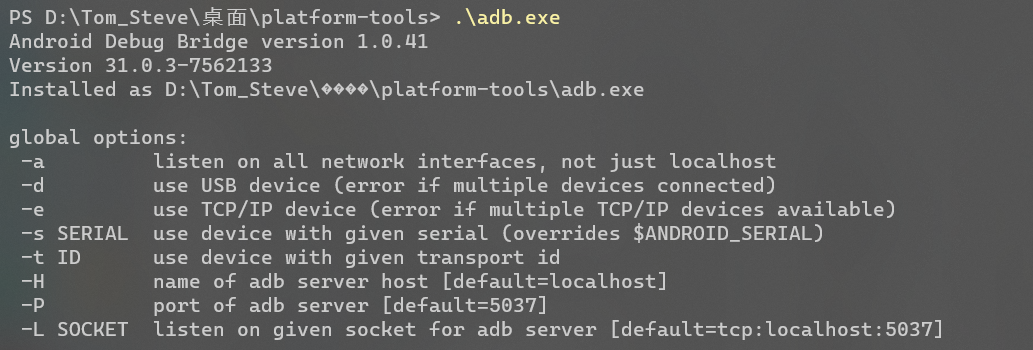 PS D:\Tom_Steve\桌面\platform-tools> .\adb.exe
Android Debug Bridge version 1.0.41
Version 31.0.3-7562133
Installed as D:\Tom_Steve\����\platform-tools\adb.exe
global options:
-a listen on all network interfaces, not just localhost
-d use USB device (error if multiple devices connected)
-e use TCP/IP device (error if multiple TCP/IP devices available)
-s SERIAL use device with given serial (overrides $ANDROID_SERIAL)
-t ID use device with given transport id
-H name of adb server host [default=localhost]
-P port of adb server [default=5037]
-L SOCKET listen on given socket for adb server [default=tcp:localhost:5037]